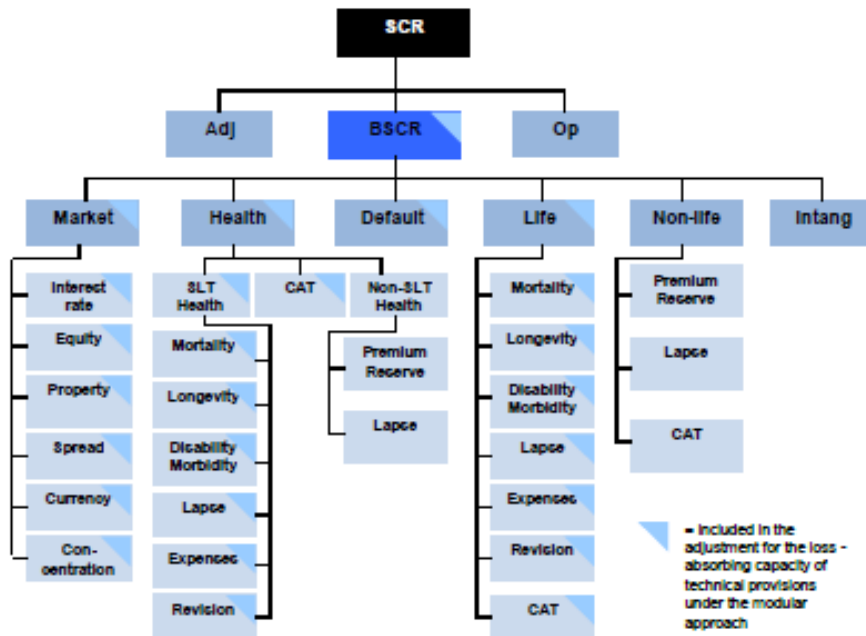 SCR
Adj
BSCR
Op
Market
Health
Default
Life
Non-life
Intang
Interest
rate
Equity
Property
Spread
Currency
Con-
centration
SLT
Health
CAT
Non-SLT
Health
Mortality
Longevity
Disability
Morbidity
Lapse
Expenses
Revision
Premium
Reserve
Lapse
Mortality
Longevity
Disability
Morbidity
Lapse
Expenses
Revision
CAT
Premium
Reserve
Lapse
CAT
= included in the
adjustment for the loss -
absorbing capacity of
technical provisions
under the modular
approach